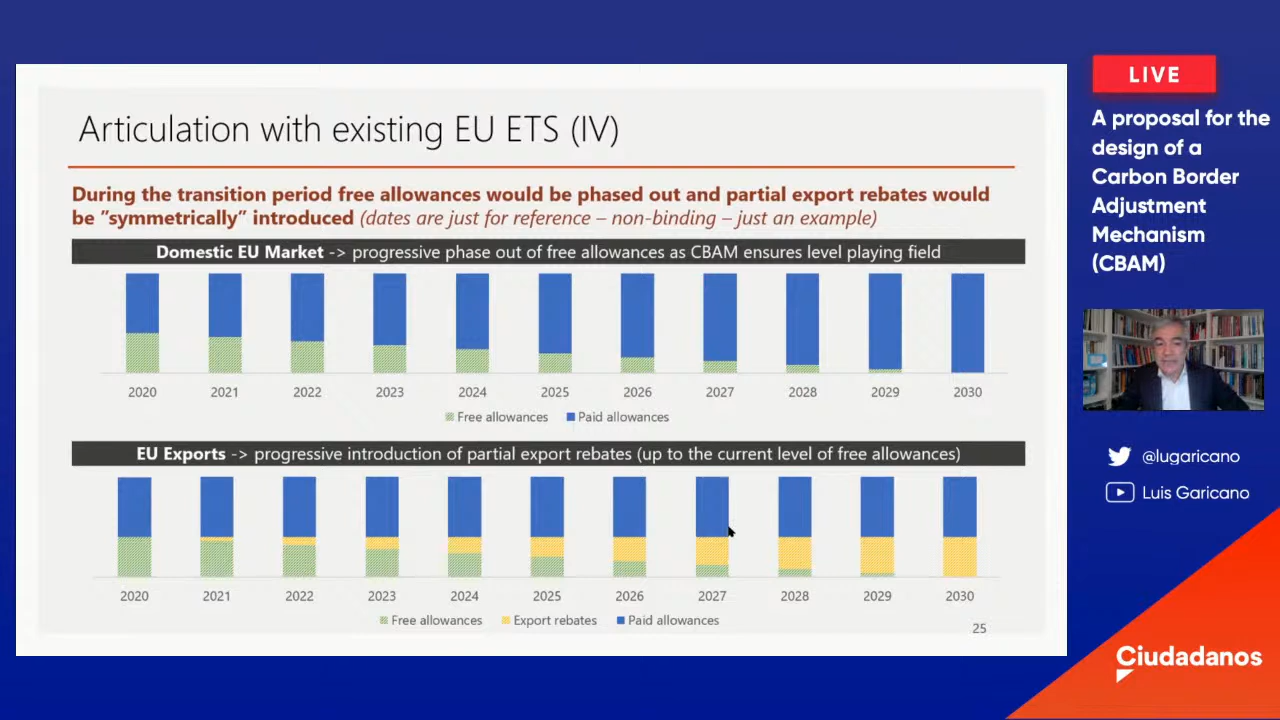 Articulation with existing EU ETS (IV)
During the transition period free allowances would be phased out and partial export rebates would
be ”symmetrically” introduced (dates are just for reference – non-binding – just an example)
Domestic EU Market -> progressive phase out of free allowances as CBAM ensures level playing field
2020 2021 2022 2023 2024 2025 2026 2027 2028 2029 2030
Free allowances Paid allowances
EU Exports -> progressive introduction of partial export rebates (up to the current level of free allowances)
2020 2021 2022 2023 2024 2025 2026 2027 2028 2029 2030
Free allowances Export rebates Paid allowances
25
LIVE
A proposal for the
design of a
Carbon Border
Adjustment
Mechanism
(CBAM)
@lugaricano
Luis Garicano
Ciudadanos